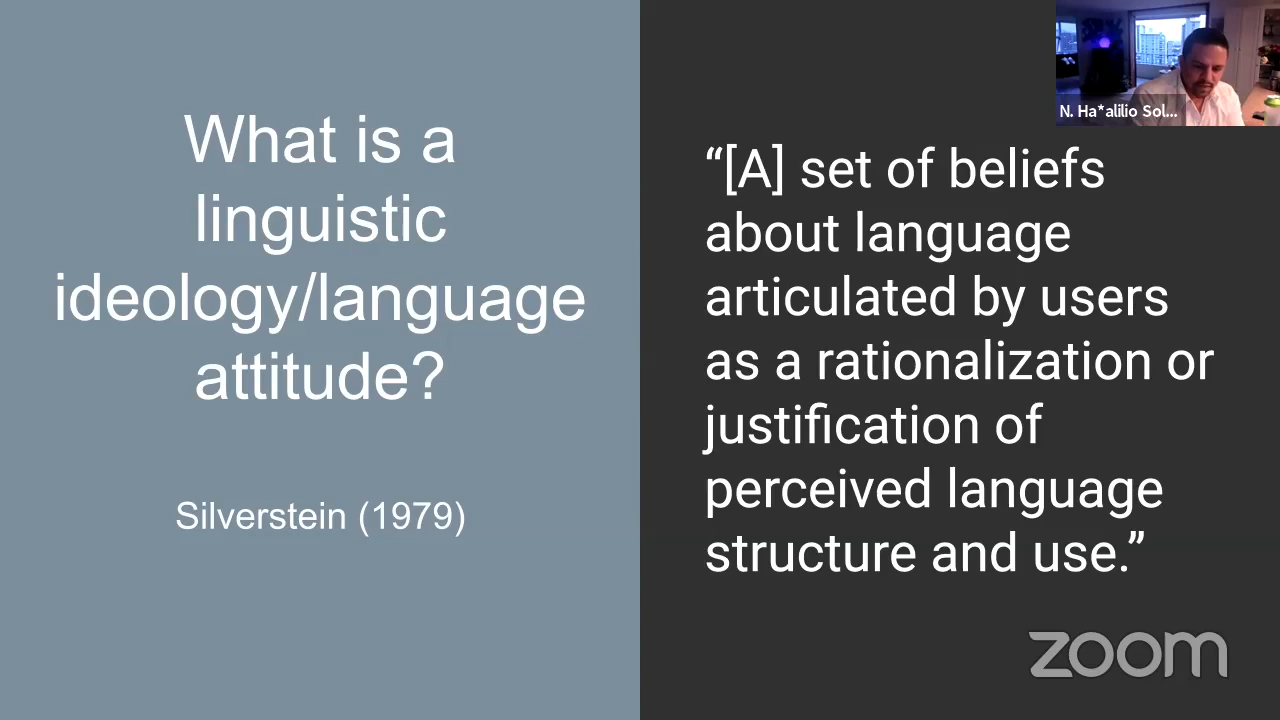 What is a
linguistic
ideology/language
attitude?
Silverstein (1979)
“[A] set of beliefs
about language
articulated by users
as a rationalization or
justification of
perceived language
structure and use.”
N. Ha*alilio Sol...
zoom